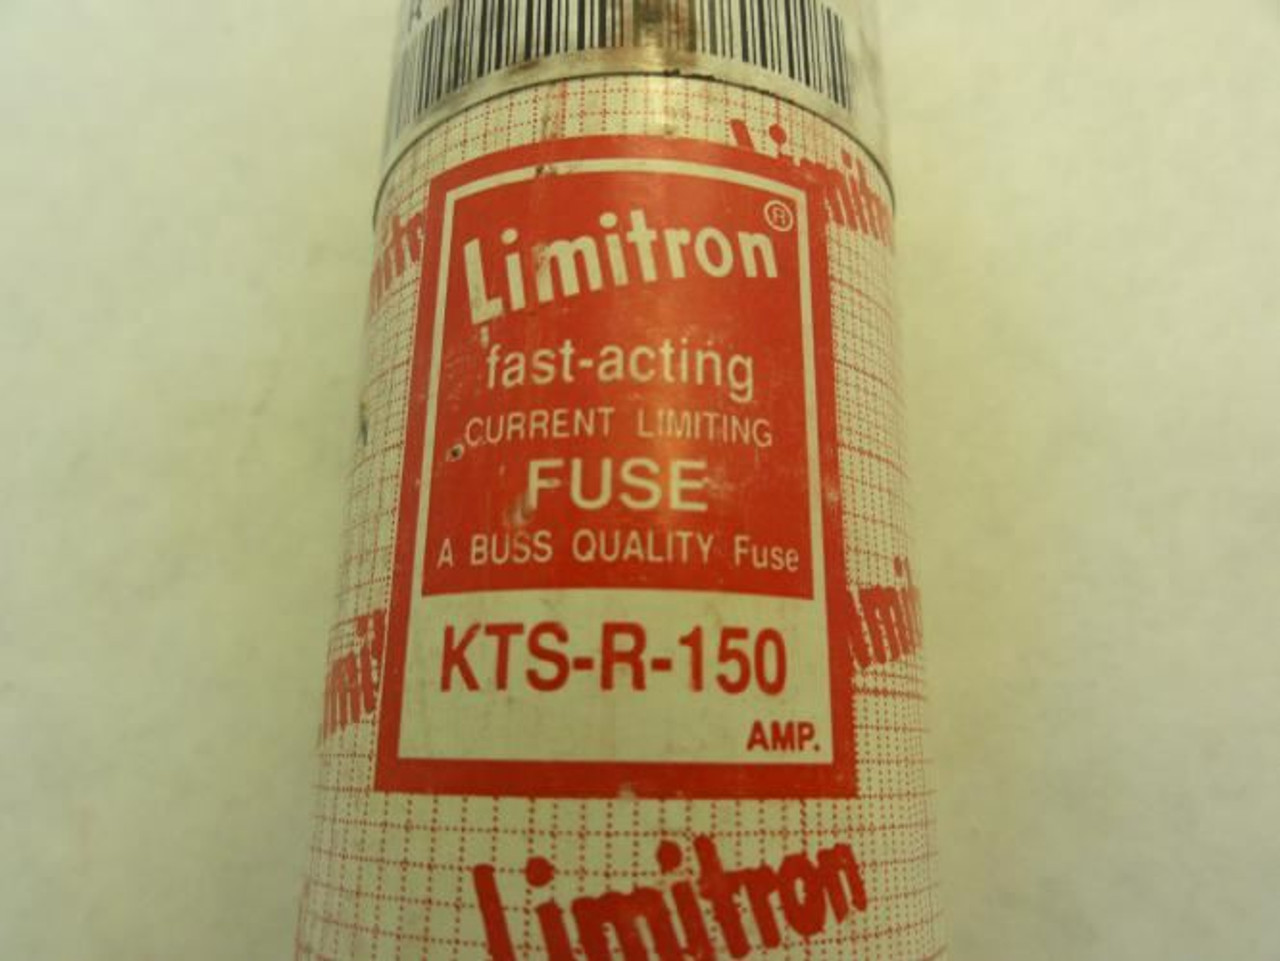 Limitron®
fast-acting
CURRENT LIMITING
FUSE
A BUSS QUALITY Fuse
KTS-R-150
AMP.
Limitron